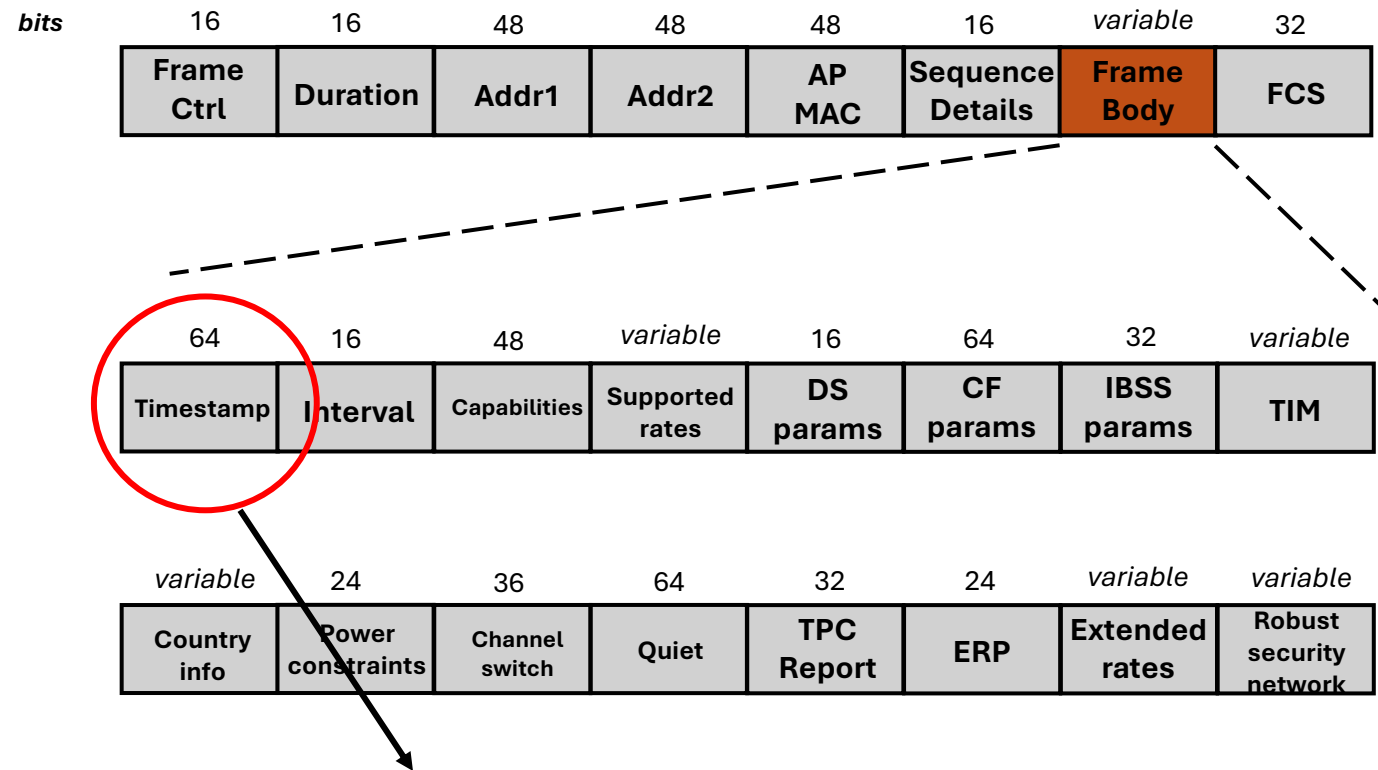 bits 16 16 48 48 48 16 variable 32
Frame Ctrl Duration Addr1 Addr2 AP MAC Sequence Details Frame Body FCS
64 16 48 variable 16 64 32 variable
Timestamp Interval Capabilities Supported rates DS params CF params IBSS params TIM
variable 24 36 64 32 24 variable variable
Country info Power constraints Channel switch Quiet TPC Report ERP Extended rates Robust security network